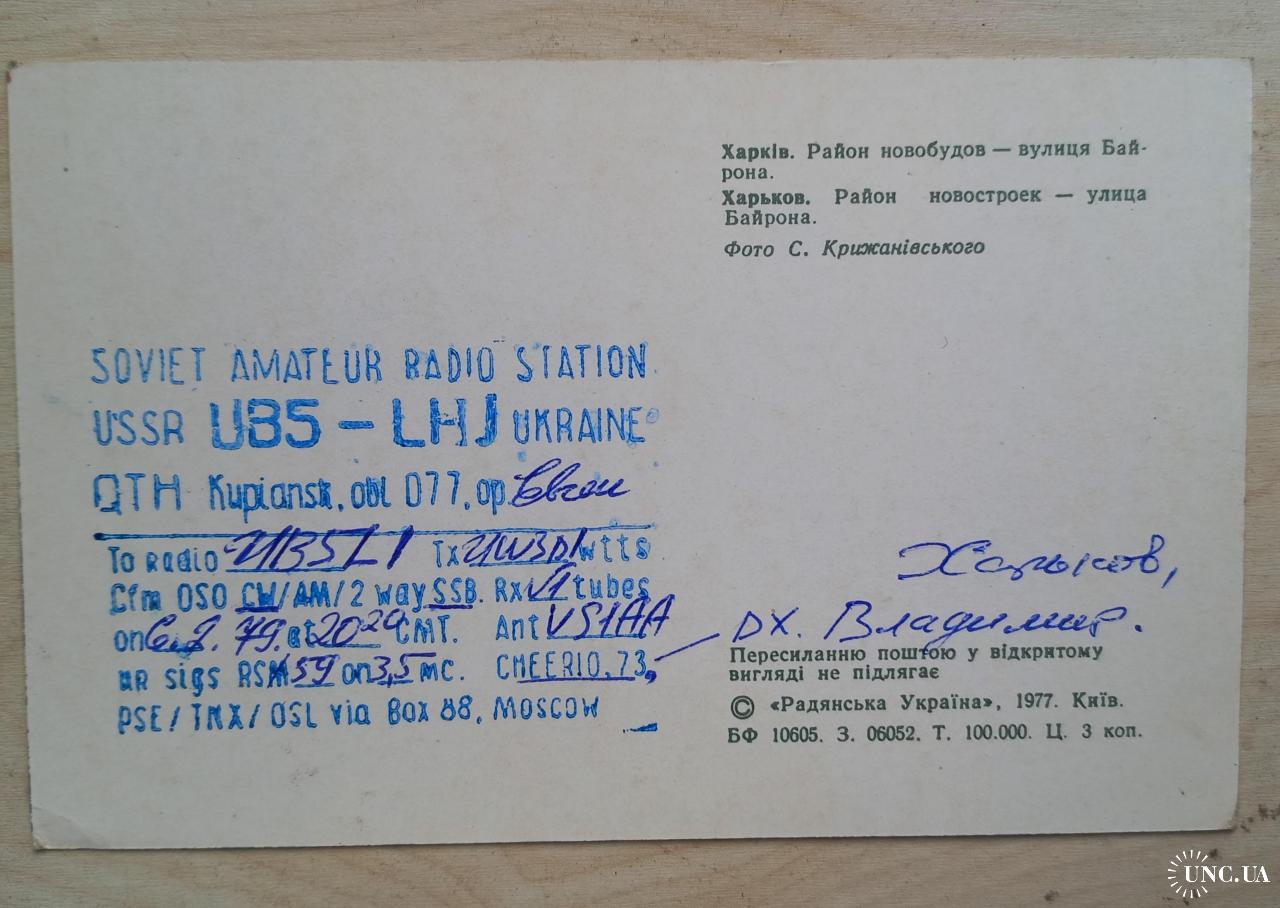 Харків. Район новобудов — вулиця Бай-
рона.
Харьков. Район новостроек — улица
Байрона.
Фото С. Крижанівського
SOVIET AMATEUR RADIO STATION
USSR UB5 – LHJ UKRAINE
QTH Kupiansk, obl 077, op.
To RADIO TX UW3DI wtts
Cfm QSO CW/AM/2 way SSB. RX tubes
on 79. at 20 GMT. Ant VS1AA
UR sigs RSM 59 on 3,5 mc. CHEERIO, 73,
PSE/TNX/QSL via Box 88, MOSCOW
Харьков,
DX. Владимир.
Пересиланню поштою у відкритому
вигляді не підлягає
© «Радянська Україна», 1977. Київ.
БФ 10605. З. 06052. Т. 100.000. Ц. 3 коп.
UNC.UA